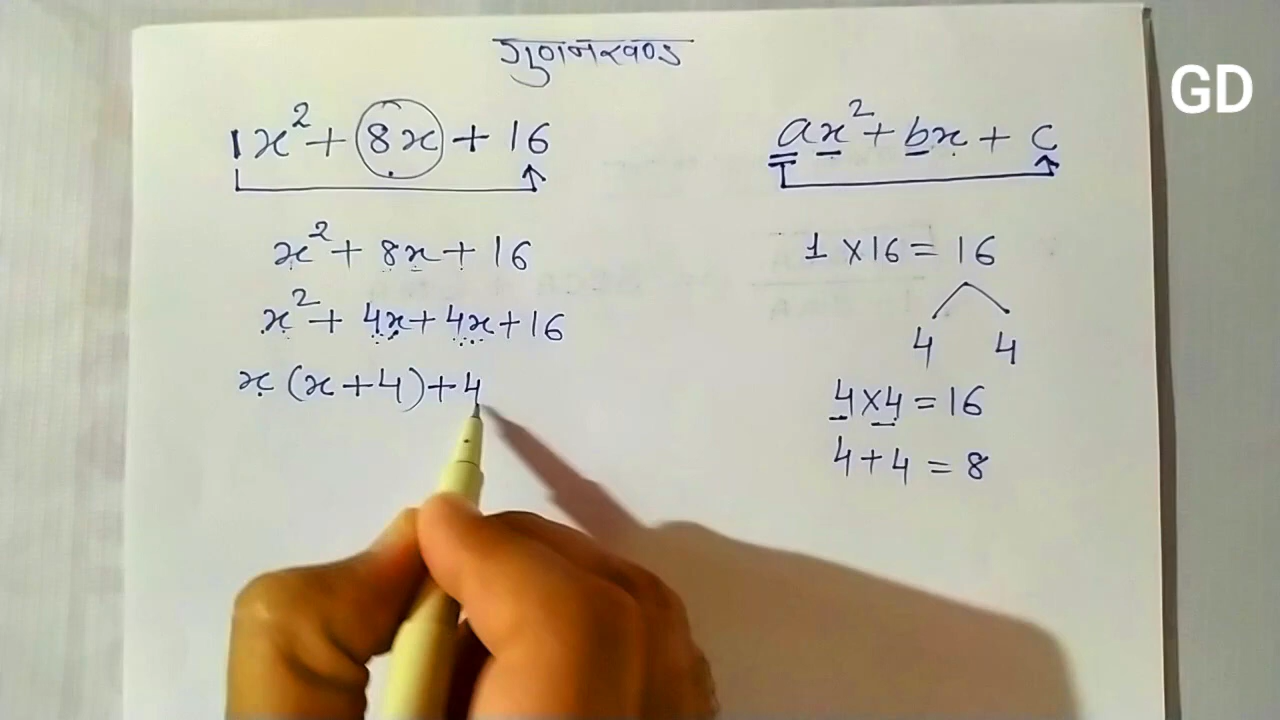 गुणनखण्ड
GD
1x² + 8x + 16
ax² + bx + c
x² + 8x + 16
1 × 16 = 16
x² + 4x + 4x + 16
4 4
x (x + 4) + 4
4 × 4 = 16
4 + 4 = 8